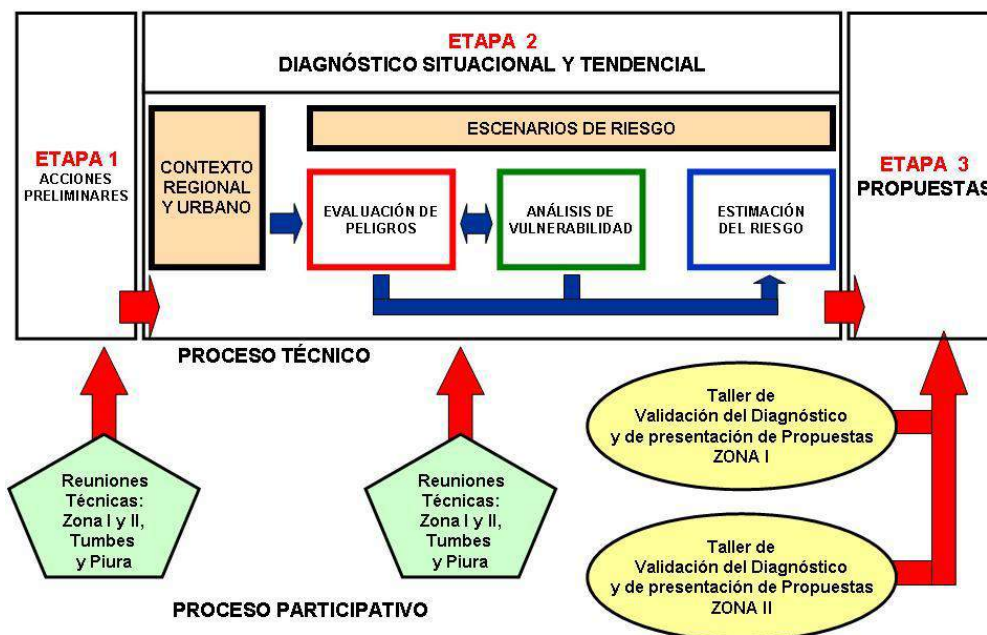 ETAPA 1
ACCIONES
PRELIMINARES
ETAPA 2
DIAGNÓSTICO SITUACIONAL Y TENDENCIAL
CONTEXTO
REGIONAL
Y URBANO
ESCENARIOS DE RIESGO
EVALUACIÓN DE
PELIGROS
ANÁLISIS DE
VULNERABILIDAD
ESTIMACIÓN
DEL RIESGO
ETAPA 3
PROPUESTAS
PROCESO TÉCNICO
Reuniones
Técnicas:
Zona I y II,
Tumbes
y Piura
Reuniones
Técnicas:
Zona I y II,
Tumbes
y Piura
Taller de
Validación del Diagnóstico
y de presentación de Propuestas
ZONA I
Taller de
Validación del Diagnóstico
y de presentación de Propuestas
ZONA II
PROCESO PARTICIPATIVO